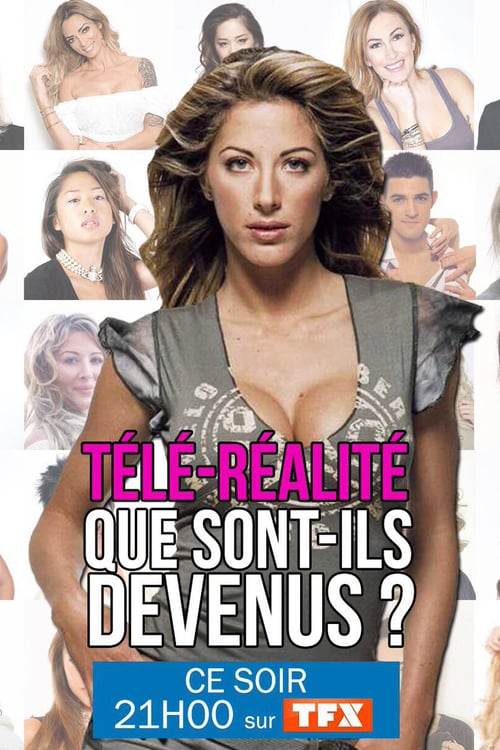 TÉLÉ-RÉALITÉ
QUE SONT-ILS
DEVENUS ?
CE SOIR
21H00 sur TFX